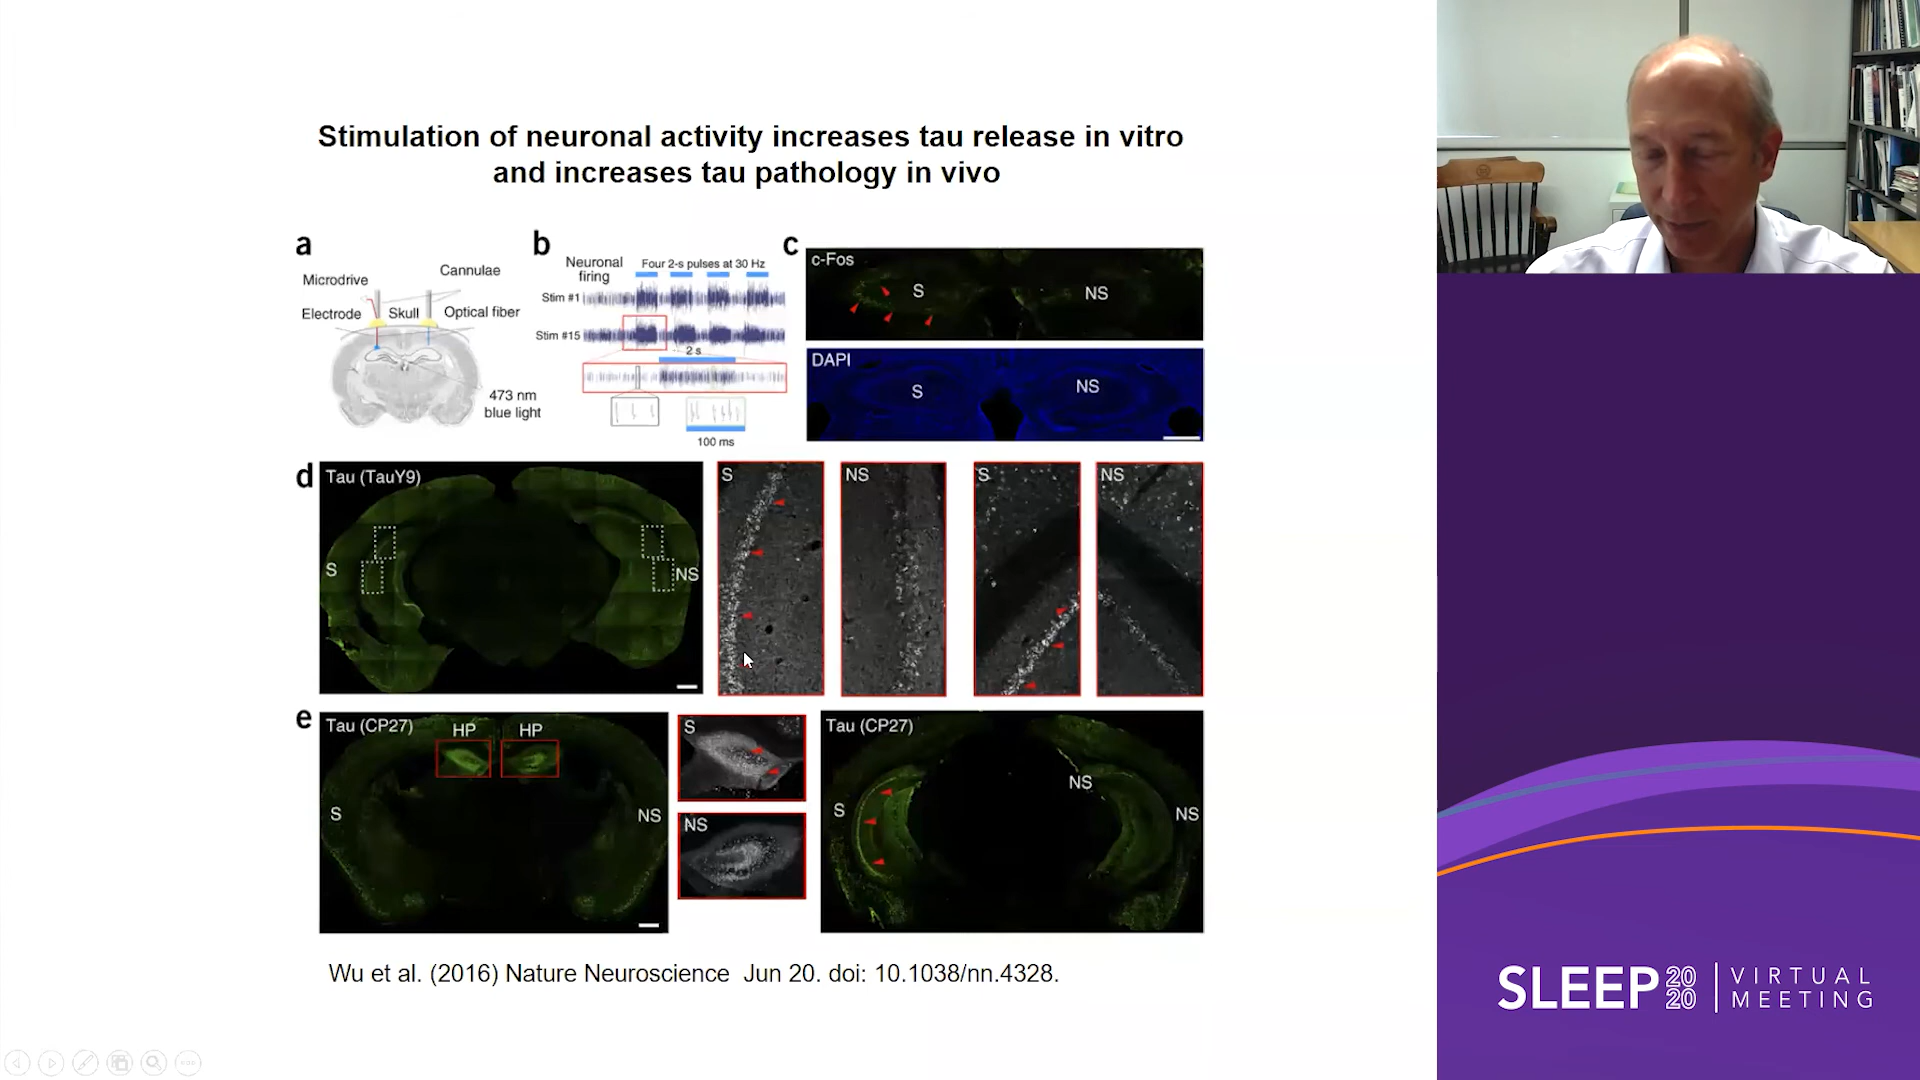 Stimulation of neuronal activity increases tau release in vitro
and increases tau pathology in vivo
a
Microdrive
Cannulae
Electrode
Skull
Optical fiber
473 nm
blue light
b
Neuronal
firing
Four 2-s pulses at 30 Hz
Stim #1
Stim #15
2 s
100 ms
c
c-Fos
S
NS
DAPI
S
NS
d
Tau (TauY9)
S
NS
S
NS
S
NS
e
Tau (CP27)
HP
HP
S
NS
S
NS
Tau (CP27)
S
NS
NS
Wu et al. (2016) Nature Neuroscience Jun 20. doi: 10.1038/nn.4328.
SLEEP 2020
VIRTUAL
MEETING